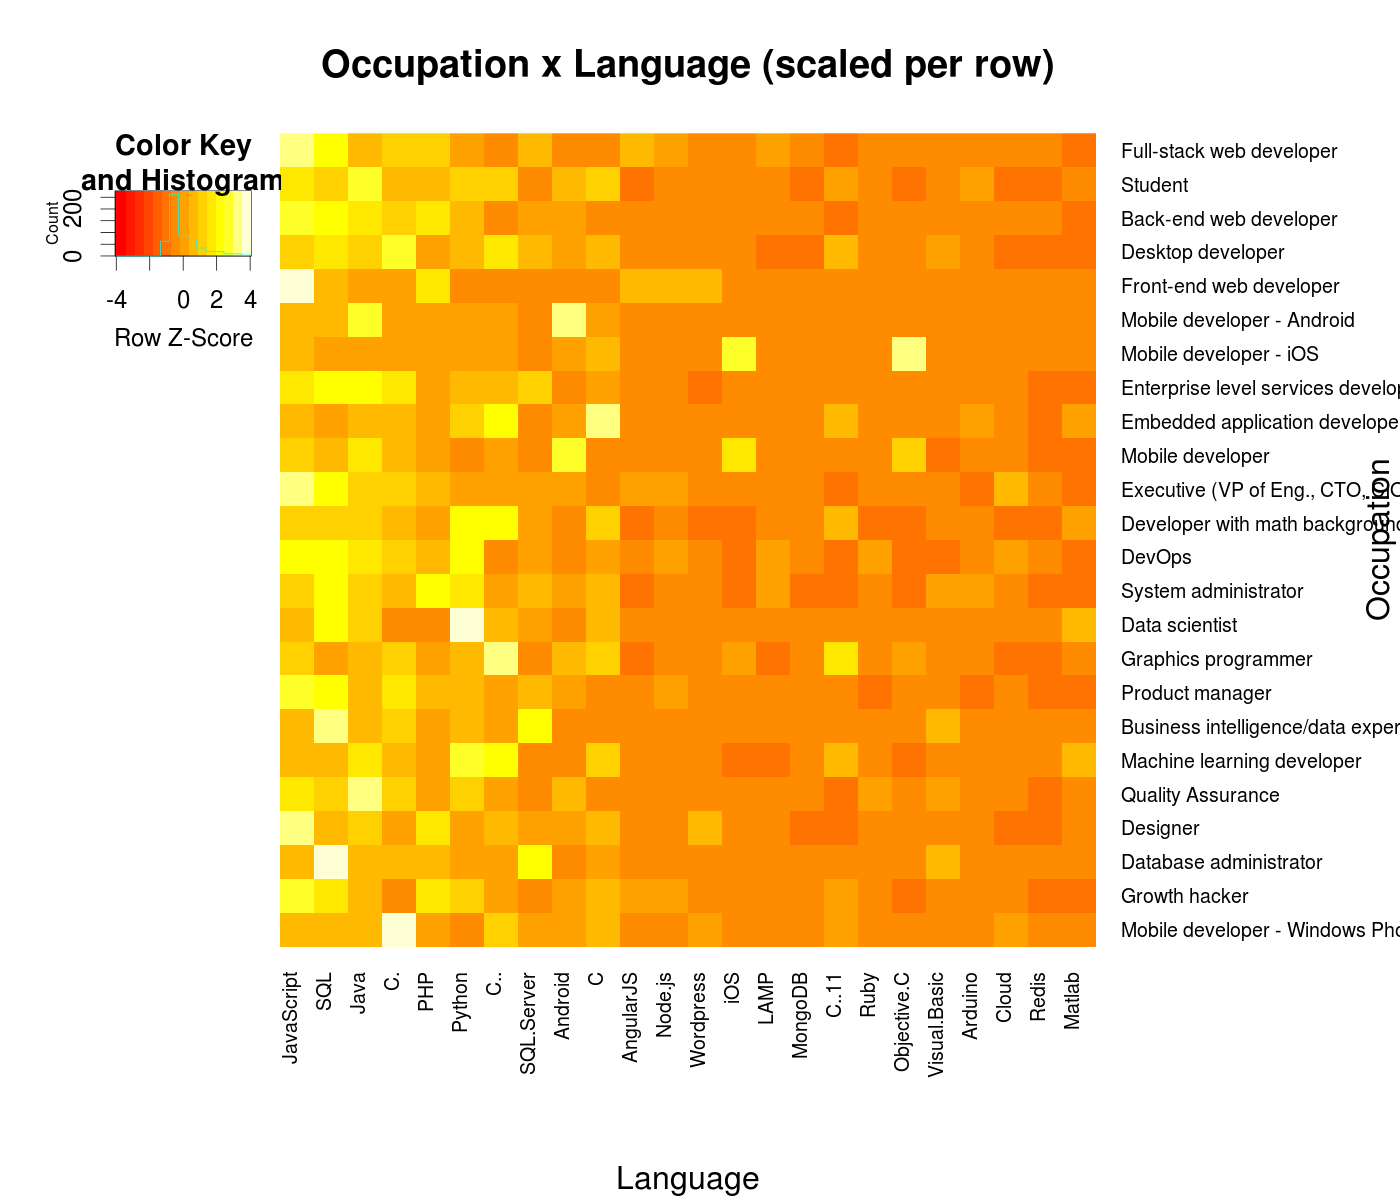 Occupation x Language (scaled per row)
Color Key
and Histogram
Count
0 200
-4 0 2 4
Row Z-Score
Full-stack web developer
Student
Back-end web developer
Desktop developer
Front-end web developer
Mobile developer - Android
Mobile developer - iOS
Enterprise level services develop
Embedded application develope
Mobile developer
Executive (VP of Eng., CTO, CIO
Developer with math background
DevOps
System administrator
Data scientist
Graphics programmer
Product manager
Business intelligence/data exper
Machine learning developer
Quality Assurance
Designer
Database administrator
Growth hacker
Mobile developer - Windows Pho
Occupation
JavaScript
SQL
Java
C.
PHP
Python
C..
SQL.Server
Android
C
AngularJS
Node.js
Wordpress
iOS
LAMP
MongoDB
C..11
Ruby
Objective.C
Visual.Basic
Arduino
Cloud
Redis
Matlab
Language